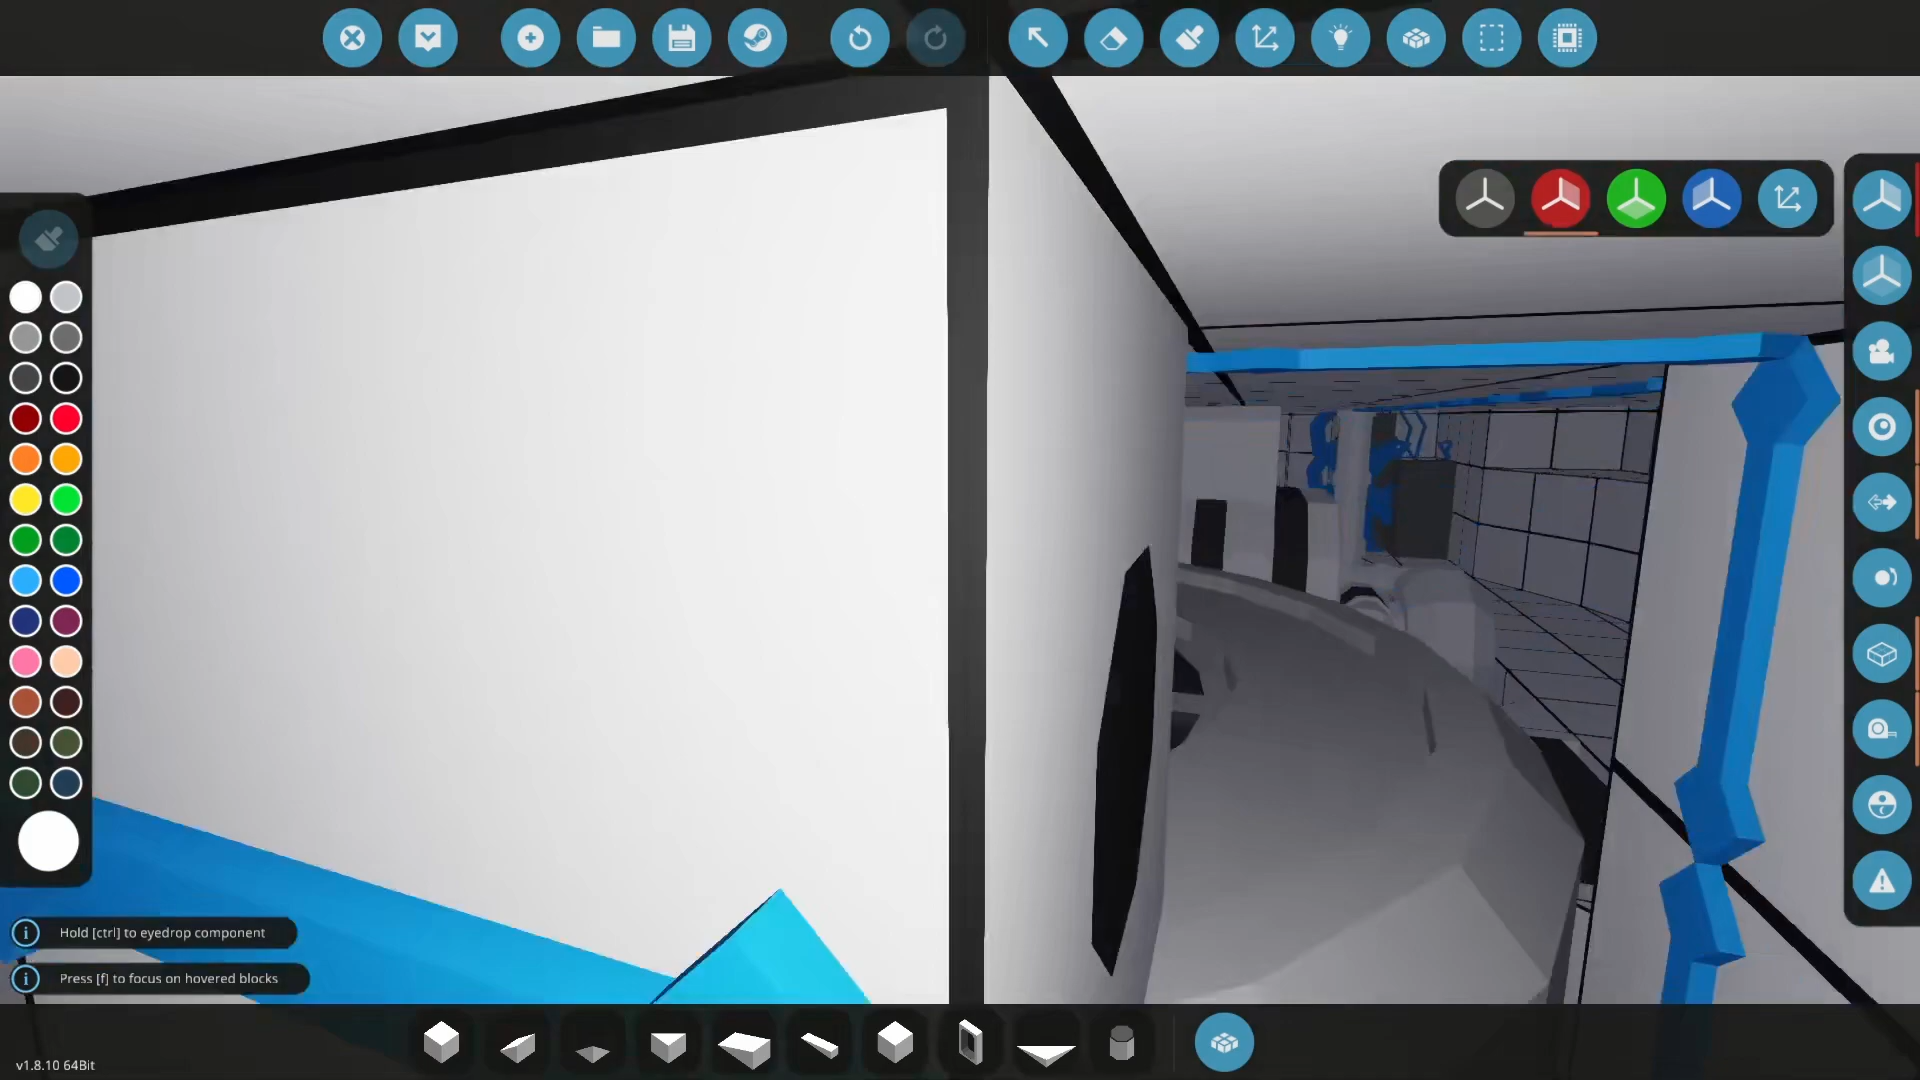 Hold [ctrl] to eyedrop component
Press [f] to focus on hovered blocks
v1.8.10 64Bit